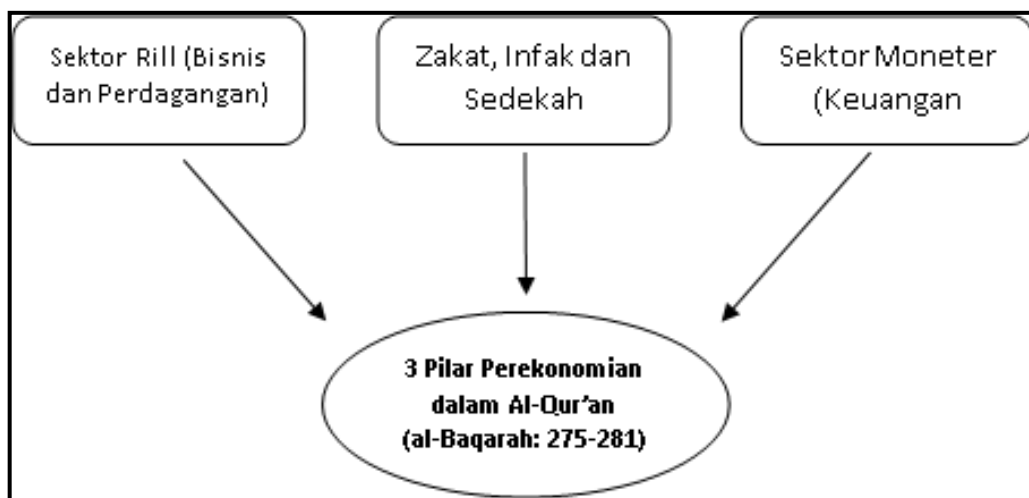 Sektor Rill (Bisnis
dan Perdagangan)
Zakat, Infak dan
Sedekah
Sektor Moneter
(Keuangan
3 Pilar Perekonomian
dalam Al-Qur’an
(al-Baqarah: 275-281)